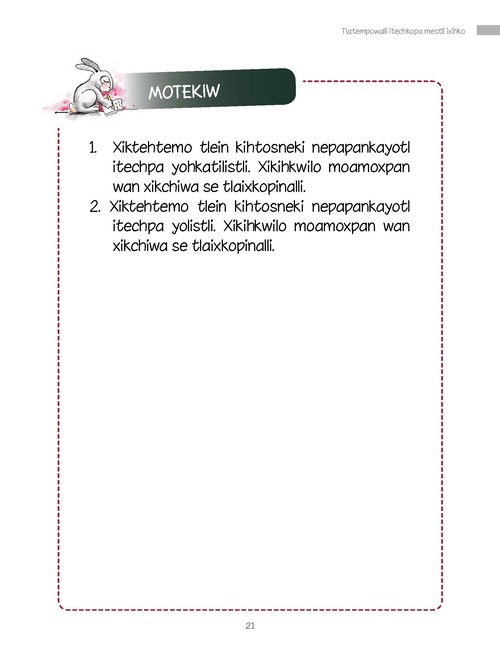 Tlatempowalli itechkopa mestli ixihko
MOTEKIW
1. Xiktehtemo tlein kihtosneki nepapankayotl
itechpa yohkatilistli. Xikihkwilo moamoxpan
wan xikchiwa se tlaixkopinalli.
2. Xiktehtemo tlein kihtosneki nepapankayotl
itechpa yolistli. Xikihkwilo moamoxpan wan
xikchiwa se tlaixkopinalli.
21